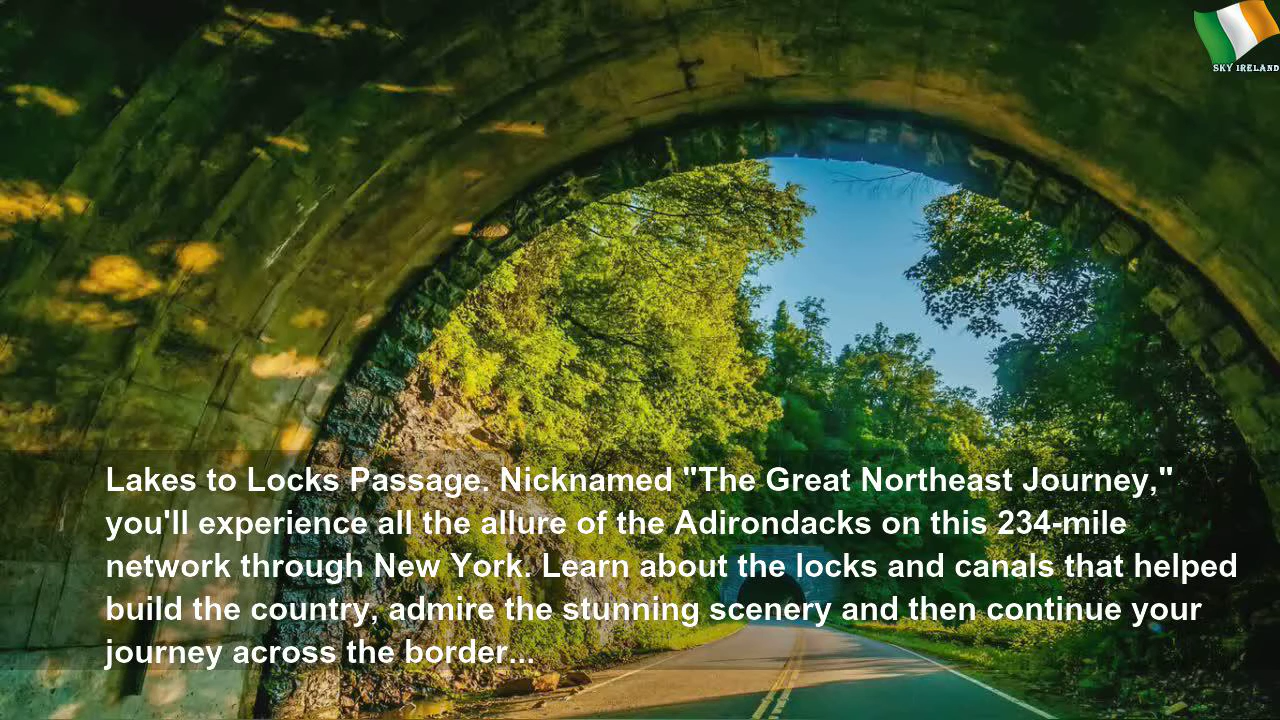 SKY IRELAND
Lakes to Locks Passage. Nicknamed "The Great Northeast Journey,"
you'll experience all the allure of the Adirondacks on this 234-mile
network through New York. Learn about the locks and canals that helped
build the country, admire the stunning scenery and then continue your
journey across the border...